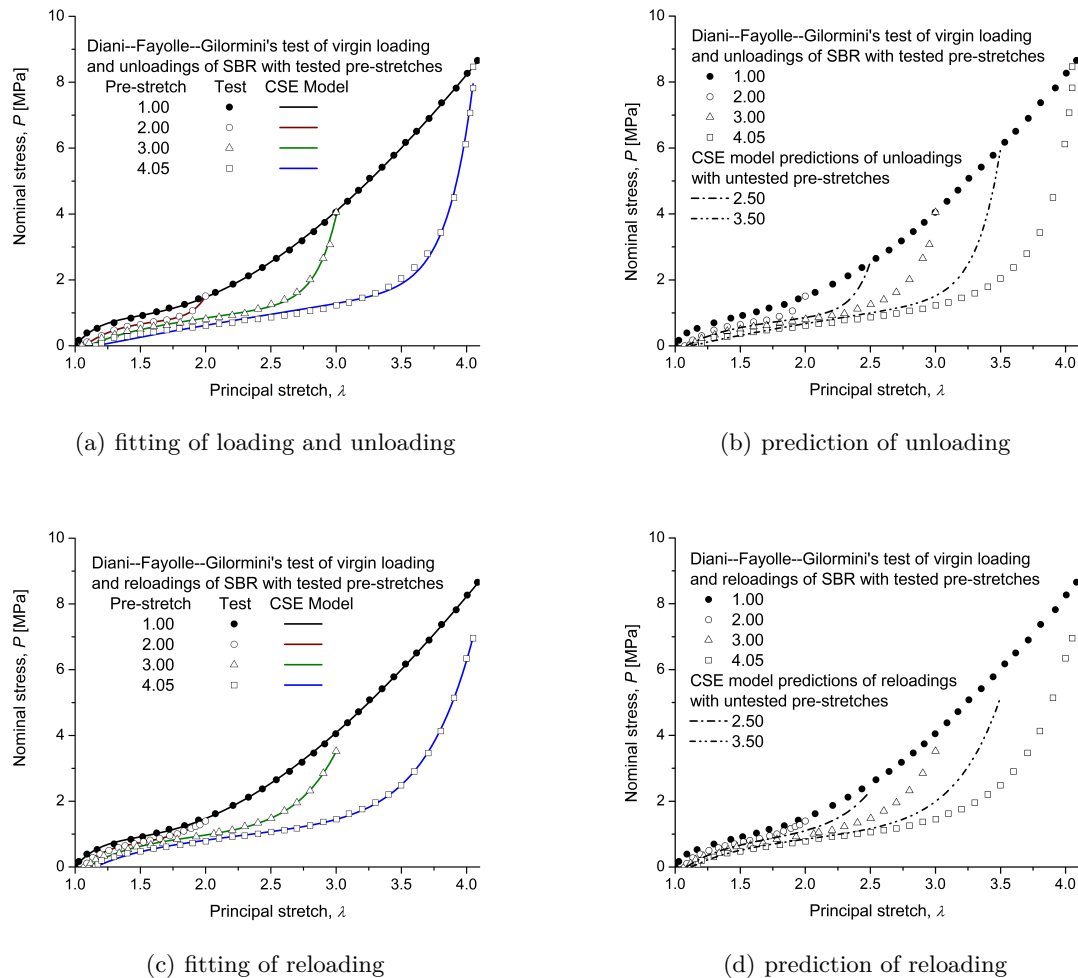 10
8
6
4
2
0
Nominal stress, P [MPa]
Diani--Fayolle--Gilormini's test of virgin loading
and unloadings of SBR with tested pre-stretches
Pre-stretch Test CSE Model
1.00
2.00
3.00
4.05
1.0 1.5 2.0 2.5 3.0 3.5 4.0
Principal stretch, λ
(a) fitting of loading and unloading
10
8
6
4
2
0
Nominal stress, P [MPa]
Diani--Fayolle--Gilormini's test of virgin loading
and unloadings of SBR with tested pre-stretches
1.00
2.00
3.00
4.05
CSE model predictions of unloadings
with untested pre-stretches
2.50
3.50
1.0 1.5 2.0 2.5 3.0 3.5 4.0
Principal stretch, λ
(b) prediction of unloading
10
8
6
4
2
0
Nominal stress, P [MPa]
Diani--Fayolle--Gilormini's test of virgin loading
and reloadings of SBR with tested pre-stretches
Pre-stretch Test CSE Model
1.00
2.00
3.00
4.05
1.0 1.5 2.0 2.5 3.0 3.5 4.0
Principal stretch, λ
(c) fitting of reloading
10
8
6
4
2
0
Nominal stress, P [MPa]
Diani--Fayolle--Gilormini's test of virgin loading
and reloadings of SBR with tested pre-stretches
1.00
2.00
3.00
4.05
CSE model predictions of reloadings
with untested pre-stretches
2.50
3.50
1.0 1.5 2.0 2.5 3.0 3.5 4.0
Principal stretch, λ
(d) prediction of reloading